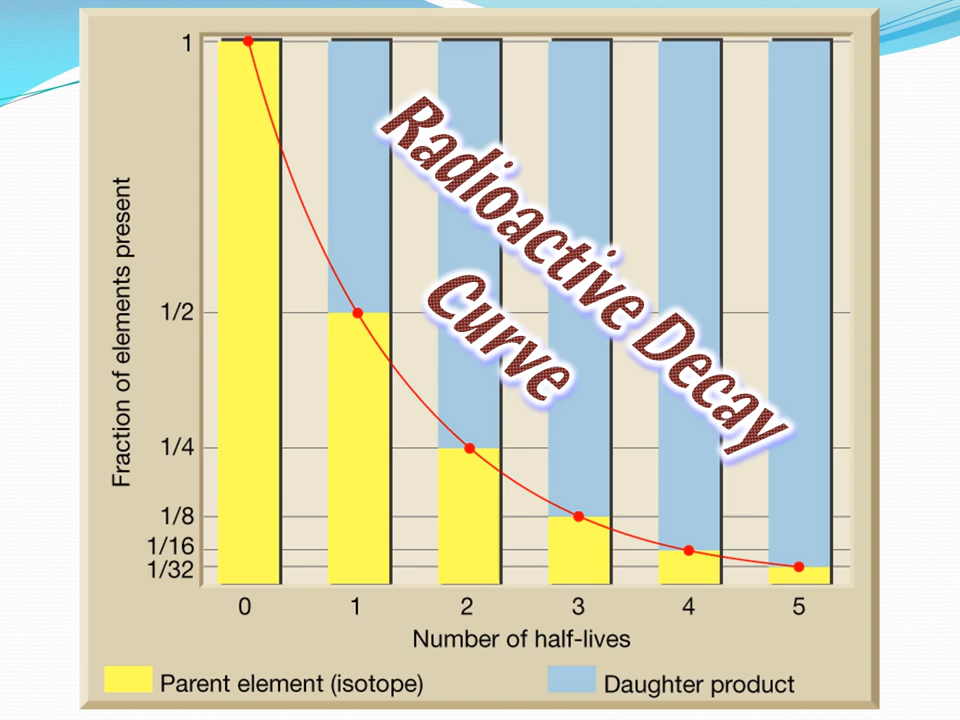 Radioactive Decay
Curve
Fraction of elements present
1
1/2
1/4
1/8
1/16
1/32
0 1 2 3 4 5
Number of half-lives
Parent element (isotope)
Daughter product